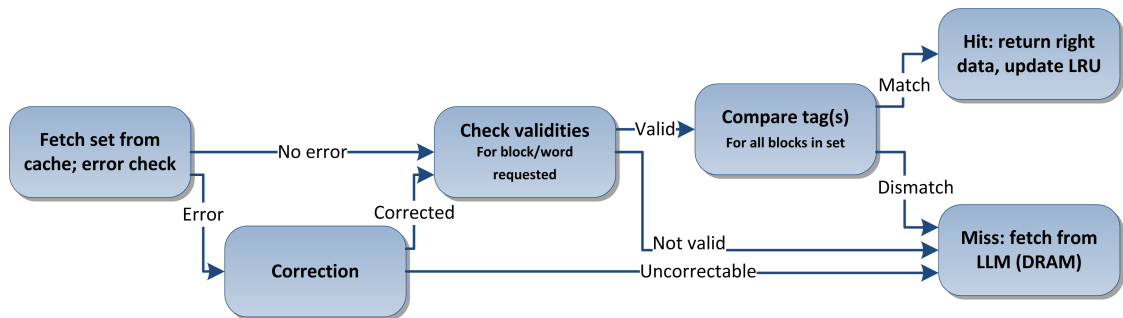 Fetch set from
cache; error check
No error
Error
Correction
Corrected
Check validities
For block/word
requested
Valid
Not valid
Uncorrectable
Compare tag(s)
For all blocks in set
Match
Dismatch
Hit: return right
data, update LRU
Miss: fetch from
LLM (DRAM)